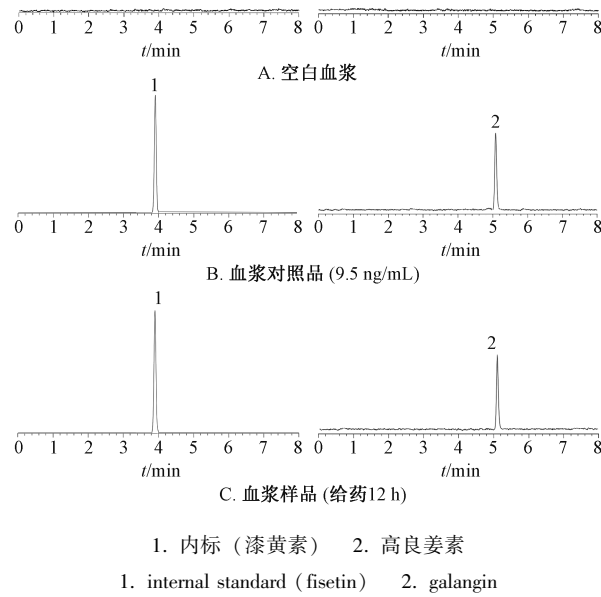 0 1 2 3 4 5 6 7 8 0 1 2 3 4 5 6 7 8
t/min t/min
A. 空白血浆
1
2
0 1 2 3 4 5 6 7 8 0 1 2 3 4 5 6 7 8
t/min t/min
B. 血浆对照品 (9.5 ng/mL)
1
2
0 1 2 3 4 5 6 7 8 0 1 2 3 4 5 6 7 8
t/min t/min
C. 血浆样品 (给药12 h)
1. 内标（漆黄素） 2. 高良姜素
1. internal standard (fisetin) 2. galangin